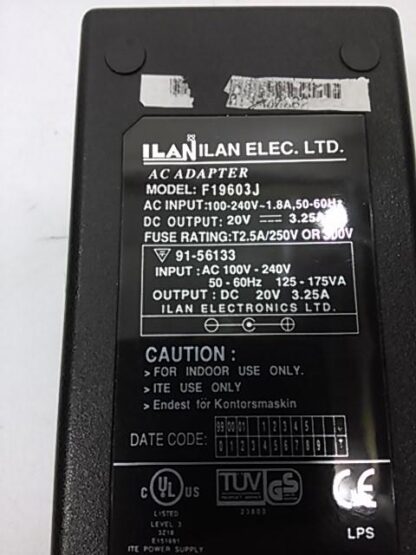 ILAN ILAN ELEC. LTD.
AC ADAPTER
MODEL: F19603J
AC INPUT:100-240V~1.8A,50-60Hz
DC OUTPUT: 20V 3.25A
FUSE RATING:T2.5A/250V OR 300V
91-56133
INPUT : AC 100V - 240V
50 - 60Hz 125 - 175VA
OUTPUT : DC 20V 3.25A
ILAN ELECTRONICS LTD.
CAUTION :
> FOR INDOOR USE ONLY.
> ITE USE ONLY
> Endest för Kontorsmaskin
99 00 01 1 2 3 4 5
DATE CODE: 0 1 2 3 4 5 6 7 8 9
C UL US TÜV GS CE
LISTED 23803
LEVEL 3
E151691 LPS
ITE POWER SUPPLY